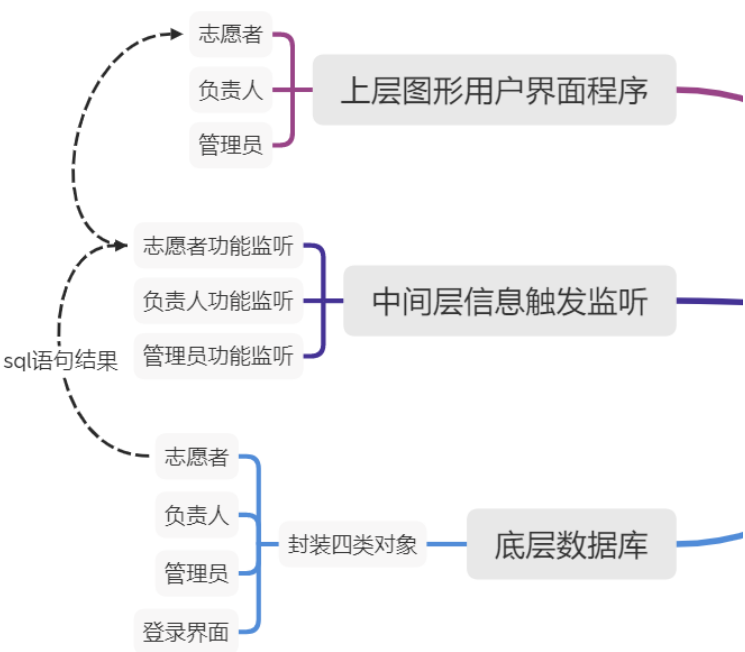 志愿者
负责人
管理员
上层图形用户界面程序
志愿者功能监听
负责人功能监听
管理员功能监听
中间层信息触发监听
sql语句结果
志愿者
负责人
管理员
登录界面
封装四类对象
底层数据库